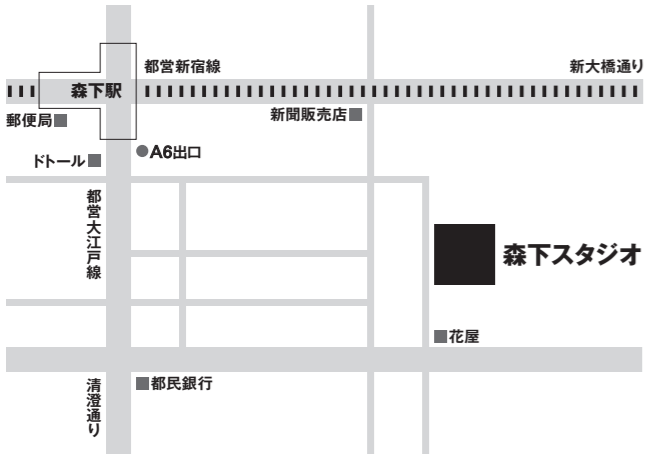 都営新宿線
新大橋通り
森下駅
郵便局
新聞販売店
A6出口
ドトール
都営大江戸線
森下スタジオ
花屋
都民銀行
清澄通り